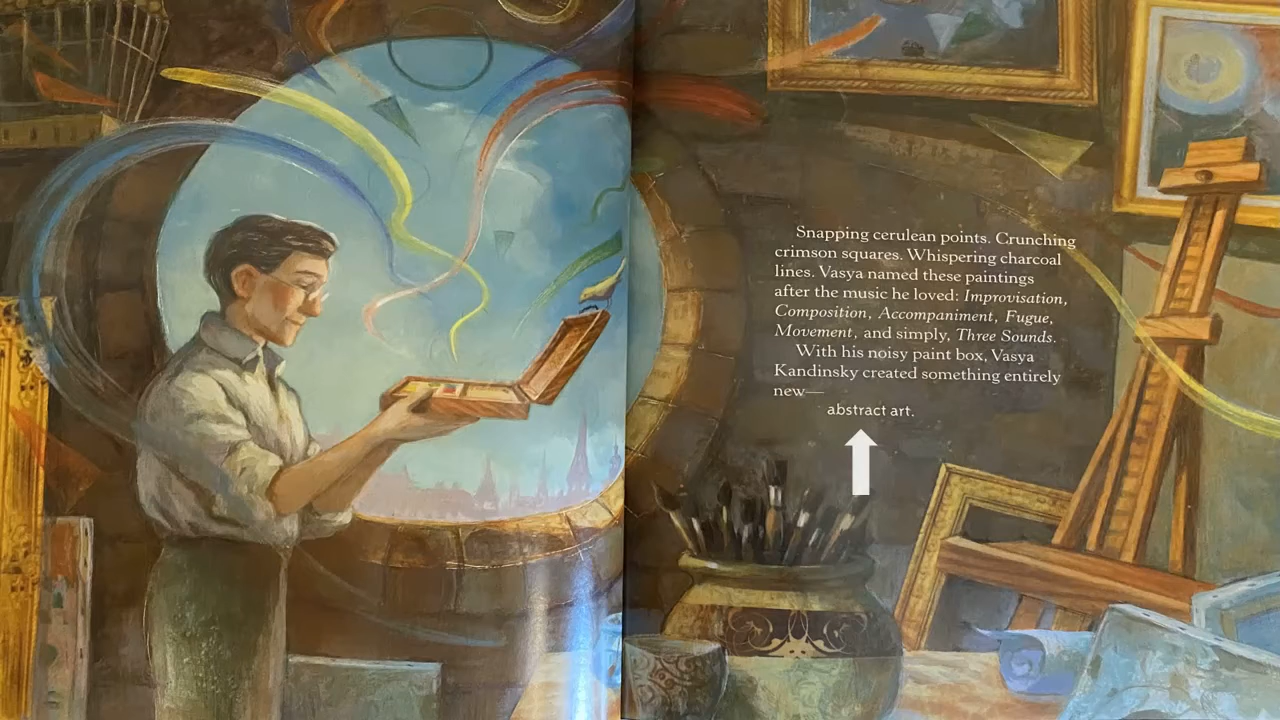 Snapping cerulean points. Crunching
crimson squares. Whispering charcoal
lines. Vasya named these paintings
after the music he loved: Improvisation,
Composition, Accompaniment, Fugue,
Movement, and simply, Three Sounds.
With his noisy paint box, Vasya
Kandinsky created something entirely
new—
abstract art.